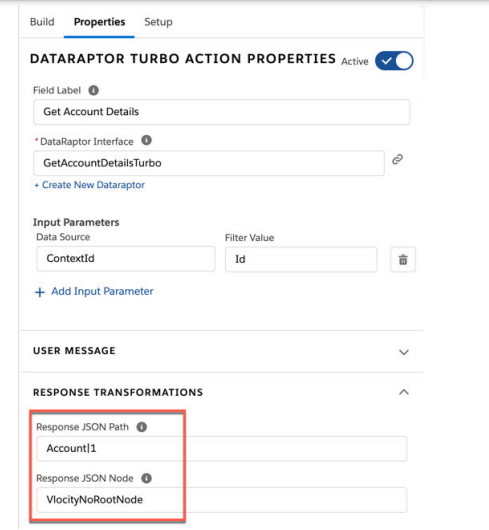 Build Properties Setup
DATARAPTOR TURBO ACTION PROPERTIES Active
Field Label
Get Account Details
* DataRaptor Interface
GetAccountDetailsTurbo
+ Create New Dataraptor
Input Parameters
Data Source Filter Value
ContextId Id
+ Add Input Parameter
USER MESSAGE
RESPONSE TRANSFORMATIONS
Response JSON Path
Account|1
Response JSON Node
VlocityNoRootNode